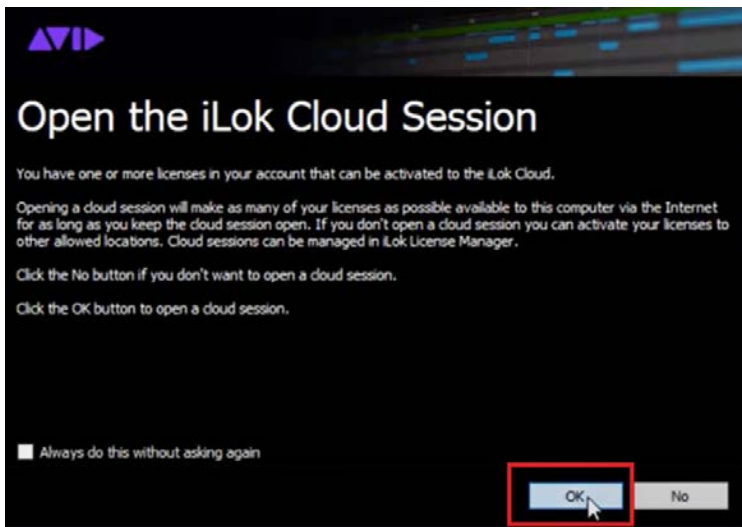 AVID
Open the iLok Cloud Session
You have one or more licenses in your account that can be activated to the iLok Cloud.
Opening a cloud session will make as many of your licenses as possible available to this computer via the Internet
for as long as you keep the cloud session open. If you don't open a cloud session you can activate your licenses to
other allowed locations. Cloud sessions can be managed in iLok License Manager.
Click the No button if you don't want to open a cloud session.
Click the OK button to open a cloud session.
Always do this without asking again
OK No